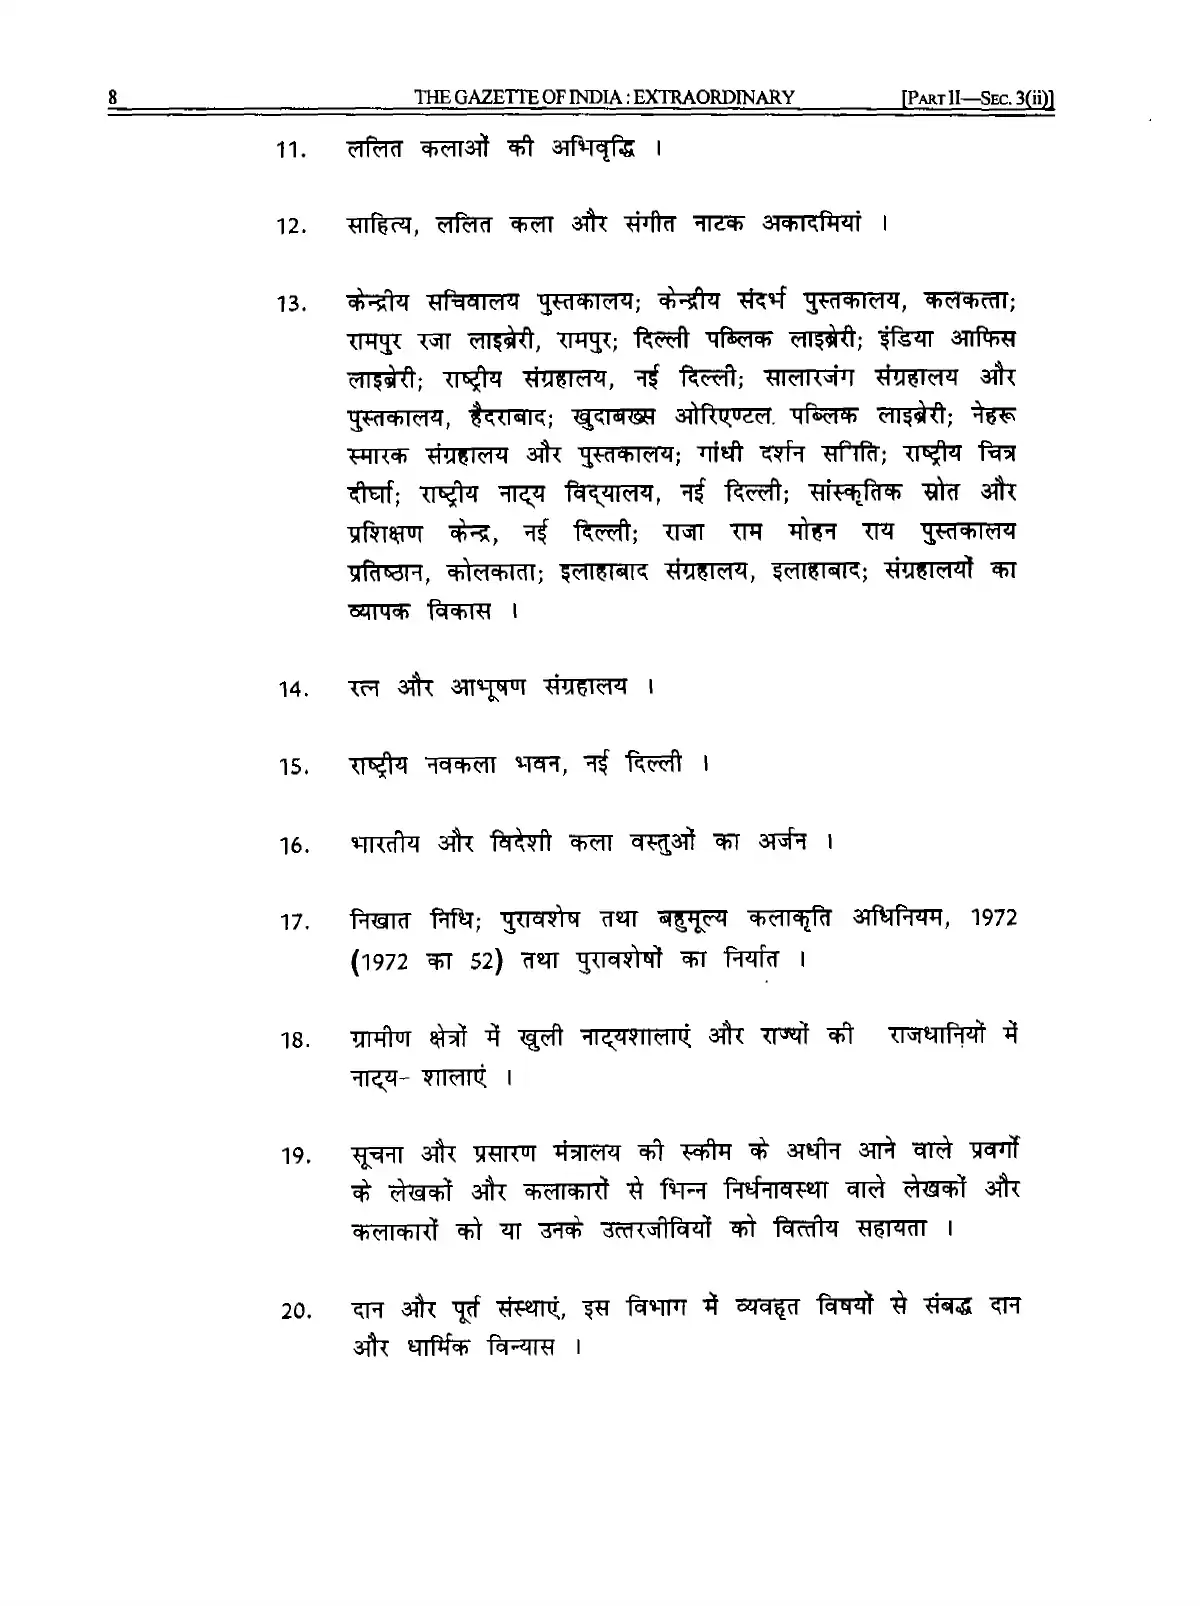 8 THE GAZETTE OF INDIA : EXTRAORDINARY [PART II—SEC. 3(ii)]
11. ललित कलाओं की अभिवृद्धि ।
12. साहित्य, ललित कला और संगीत नाटक अकादमियां ।
13. केन्द्रीय सचिवालय पुस्तकालय; केन्द्रीय संदर्भ पुस्तकालय, कलकत्ता;
रामपुर रजा लाइब्रेरी, रामपुर; दिल्ली पब्लिक लाइब्रेरी; इंडिया आफिस
लाइब्रेरी; राष्ट्रीय संग्रहालय, नई दिल्ली; सालारजंग संग्रहालय और
पुस्तकालय, हैदराबाद; खुदाबख्स ओरिएण्टल पब्लिक लाइब्रेरी; नेहरू
स्मारक संग्रहालय और पुस्तकालय; गांधी दर्शन समिति; राष्ट्रीय चित्र
दीर्घा; राष्ट्रीय नाट्य विद्यालय, नई दिल्ली; सांस्कृतिक स्रोत और
प्रशिक्षण केन्द्र, नई दिल्ली; राजा राम मोहन राय पुस्तकालय
प्रतिष्ठान, कोलकाता; इलाहाबाद संग्रहालय, इलाहाबाद; संग्रहालयों का
व्यापक विकास ।
14. रत्न और आभूषण संग्रहालय ।
15. राष्ट्रीय नवकला भवन, नई दिल्ली ।
16. भारतीय और विदेशी कला वस्तुओं का अर्जन ।
17. निखात निधि; पुरावशेष तथा बहुमूल्य कलाकृति अधिनियम, 1972
(1972 का 52) तथा पुरावशेषों का निर्यात ।
18. ग्रामीण क्षेत्रों में खुली नाट्यशालाएं और राज्यों की राजधानियों में
नाट्य- शालाएं ।
19. सूचना और प्रसारण मंत्रालय की स्कीम के अधीन आने वाले प्रवर्गों
के लेखकों और कलाकारों से भिन्न निर्धनावस्था वाले लेखकों और
कलाकारों को या उनके उत्तरजीवियों को वित्तीय सहायता ।
20. दान और पूर्त संस्थाएं, इस विभाग में व्यवहृत विषयों से संबद्ध दान
और धार्मिक विन्यास ।